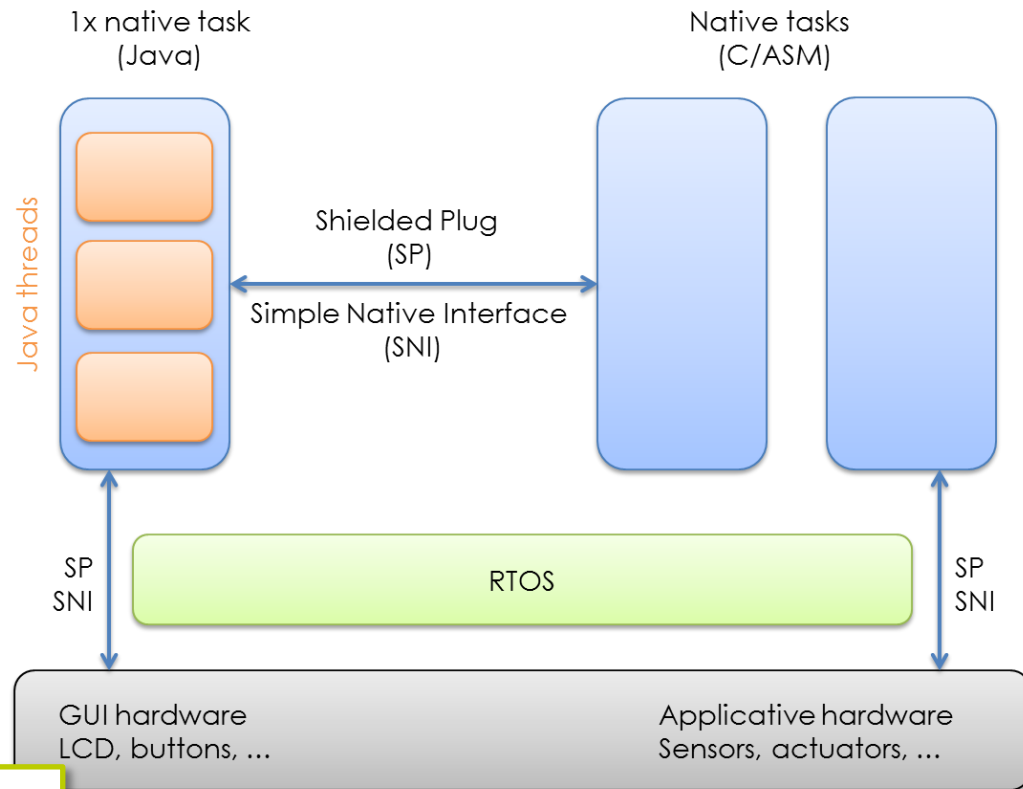 1x native task
(Java)
Native tasks
(C/ASM)
Java threads
Shielded Plug
(SP)
Simple Native Interface
(SNI)
SP
SNI
RTOS
SP
SNI
GUI hardware
LCD, buttons, ...
Applicative hardware
Sensors, actuators, ...